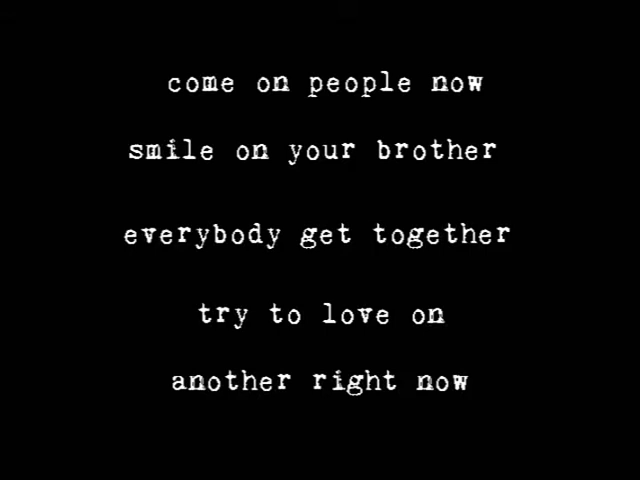 come on people now
smile on your brother
everybody get together
try to love on
another right now